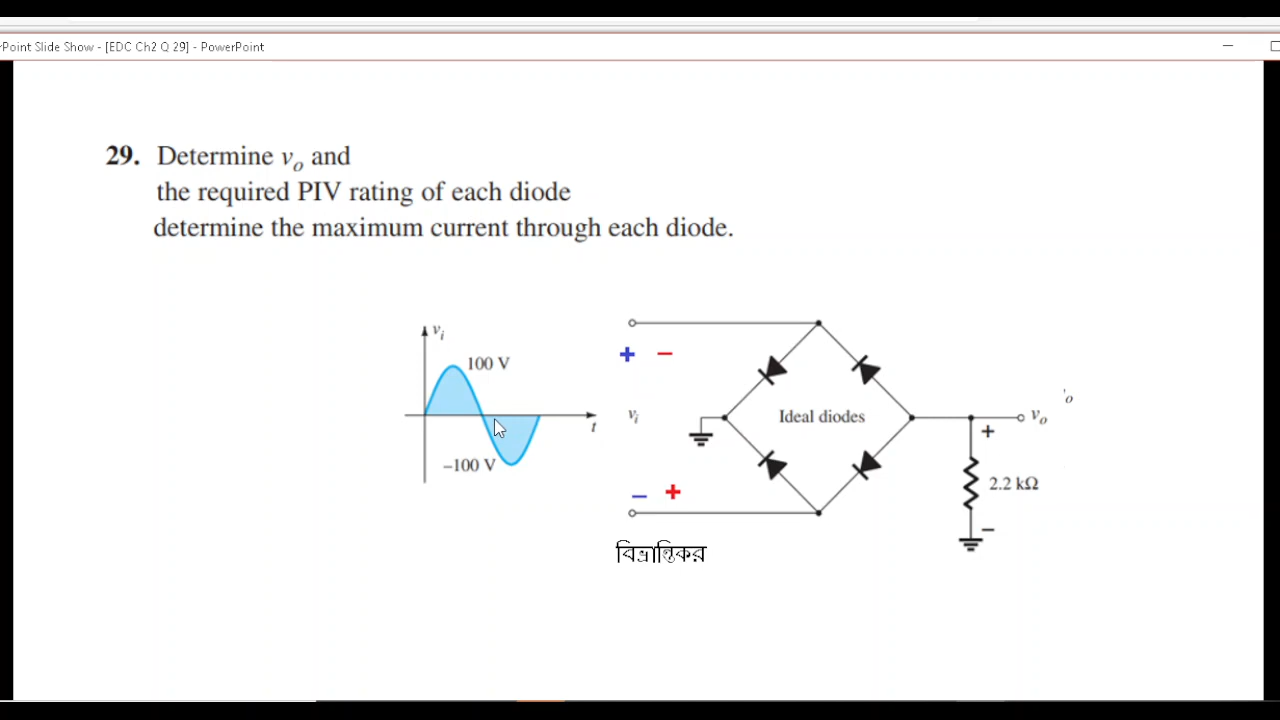 Point Slide Show - [EDC Ch2 Q 29] - PowerPoint
29. Determine vₒ and
the required PIV rating of each diode
determine the maximum current through each diode.
vᵢ
100 V
–100 V
t
+ –
vᵢ
– +
Ideal diodes
বিভ্রান্তিকর
vₒ
+
2.2 kΩ
–
'ₒ